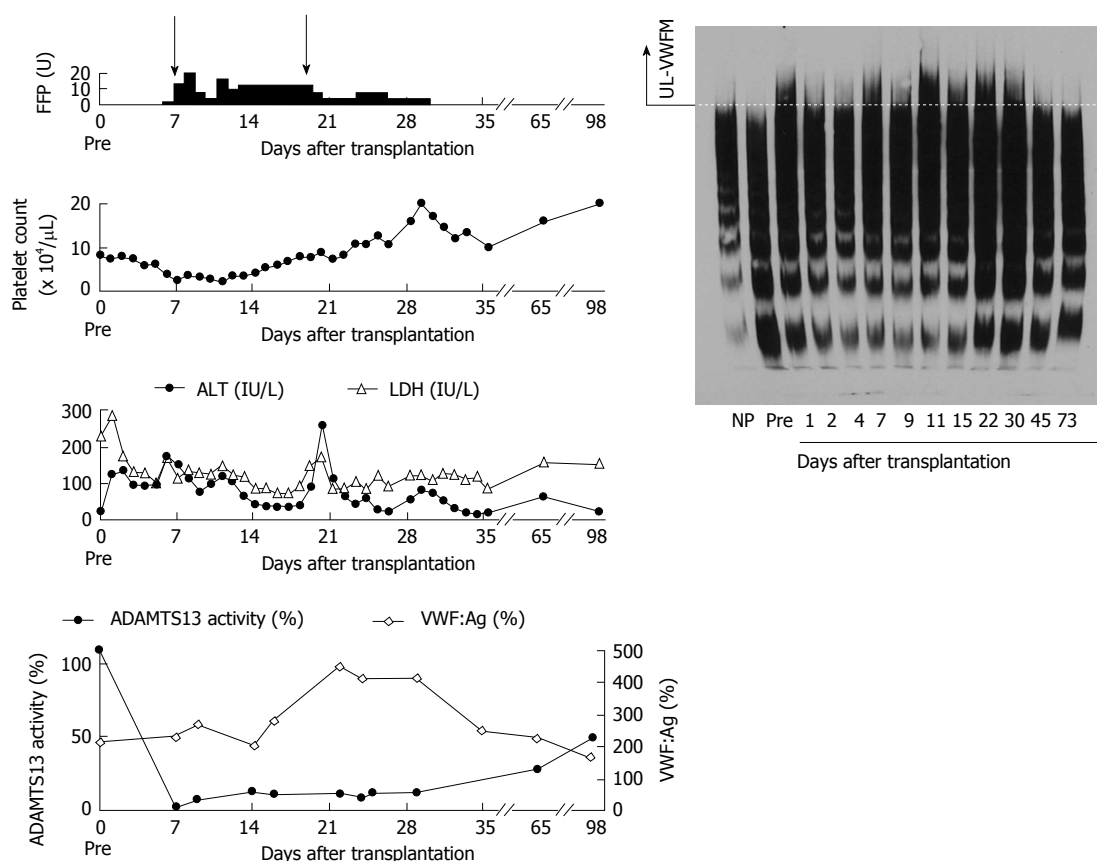 FFP (U)
20
10
0
0 7 14 21 28 35 65 98
Pre
Days after transplantation
Platelet count
(x 10⁴/μL)
20
10
0
0 7 14 21 28 35 65 98
Pre
Days after transplantation
ALT (IU/L) LDH (IU/L)
300
200
100
0
0 7 14 21 28 35 65 98
Pre
Days after transplantation
ADAMTS13 activity (%) VWF:Ag (%)
ADAMTS13 activity (%)
100
50
0
500
400
300
200
100
0
VWF:Ag (%)
0 7 14 21 28 35 65 98
Pre
Days after transplantation
UL-VWFM
NP Pre 1 2 4 7 9 11 15 22 30 45 73
Days after transplantation